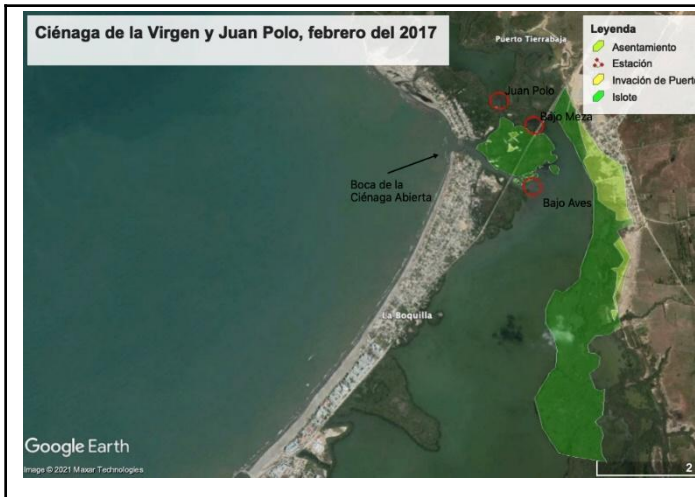 Ciénaga de la Virgen y Juan Polo, febrero del 2017
Puerto Tierrabaja
Leyenda
Asentamiento
Estación
Invación de Puerto
Islote
Juan Polo
Bajo Meza
Boca de la
Ciénaga Abierta
Bajo Aves
La Boquilla
Google Earth
Image © 2021 Maxar Technologies
2